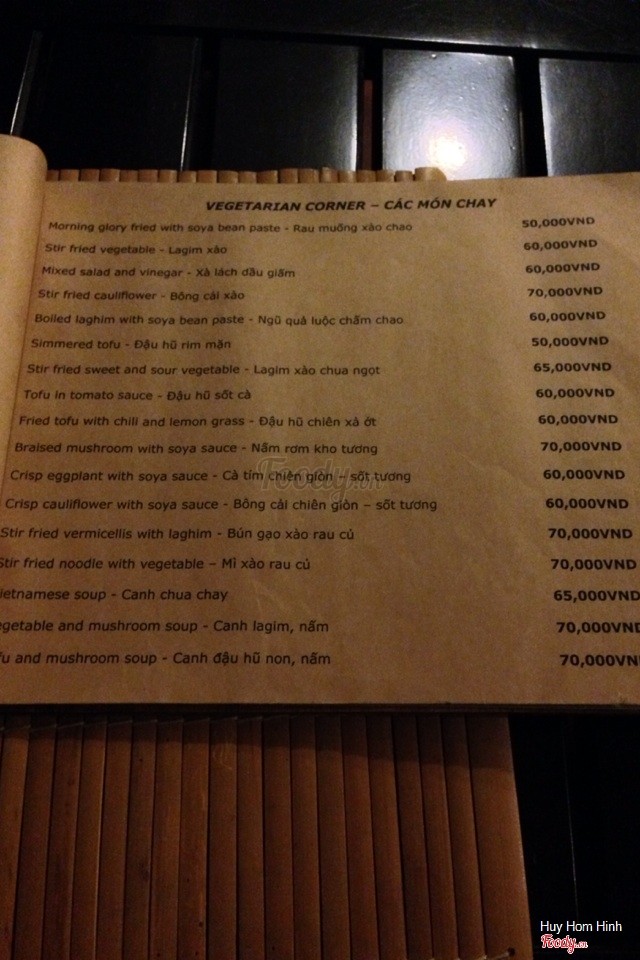 VEGETARIAN CORNER – CÁC MÓN CHAY
Morning glory fried with soya bean paste - Rau muống xào chao 50,000VND
Stir fried vegetable - Lagim xào 60,000VND
Mixed salad and vinegar - Xà lách dầu giấm 60,000VND
Stir fried cauliflower - Bông cải xào 70,000VND
Boiled laghim with soya bean paste - Ngũ quả luộc chấm chao 60,000VND
Simmered tofu - Đậu hũ rim mặn 50,000VND
Stir fried sweet and sour vegetable - Lagim xào chua ngọt 65,000VND
Tofu in tomato sauce - Đậu hũ sốt cà 60,000VND
Fried tofu with chili and lemon grass - Đậu hũ chiên xả ớt 60,000VND
Braised mushroom with soya sauce - Nấm rơm kho tương 70,000VND
Crisp eggplant with soya sauce - Cà tím chiên giòn – sốt tương 60,000VND
Crisp cauliflower with soya sauce - Bông cải chiên giòn – sốt tương 60,000VND
Stir fried vermicellis with laghim - Bún gạo xào rau củ 70,000VND
Stir fried noodle with vegetable – Mì xào rau củ 70,000VND
ietnamese soup - Canh chua chay 65,000VND
egetable and mushroom soup - Canh lagim, nấm 70,000VND
fu and mushroom soup - Canh đậu hũ non, nấm 70,000VND
Foody.vn
Huy Hom Hinh
Foody.vn